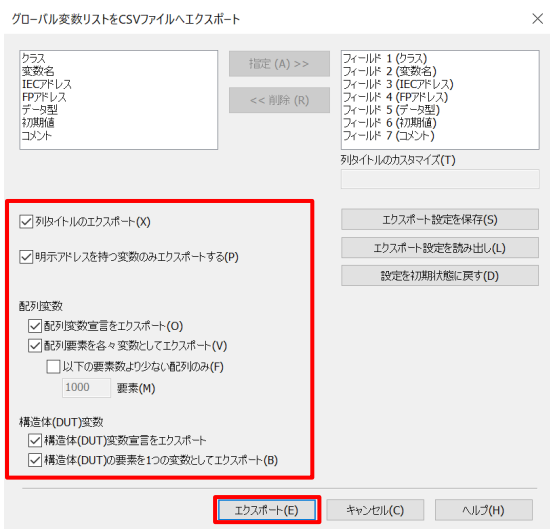 グローバル変数リストをCSVファイルへエクスポート
クラス
変数名
IECアドレス
FPアドレス
データ型
初期値
コメント
指定 (A) >>
<< 削除 (R)
フィールド 1 (クラス)
フィールド 2 (変数名)
フィールド 3 (IECアドレス)
フィールド 4 (FPアドレス)
フィールド 5 (データ型)
フィールド 6 (初期値)
フィールド 7 (コメント)
列タイトルのカスタマイズ(T)
列タイトルのエクスポート(X)
明示アドレスを持つ変数のみエクスポートする(P)
エクスポート設定を保存(S)
エクスポート設定を読み出し(L)
設定を初期状態に戻す(D)
配列変数
配列変数宣言をエクスポート(O)
配列要素を各々変数としてエクスポート(V)
以下の要素数より少ない配列のみ(F)
1000 要素(M)
構造体(DUT)変数
構造体(DUT)変数宣言をエクスポート
構造体(DUT)の要素を1つの変数としてエクスポート(B)
エクスポート(E)
キャンセル(C)
ヘルプ(H)